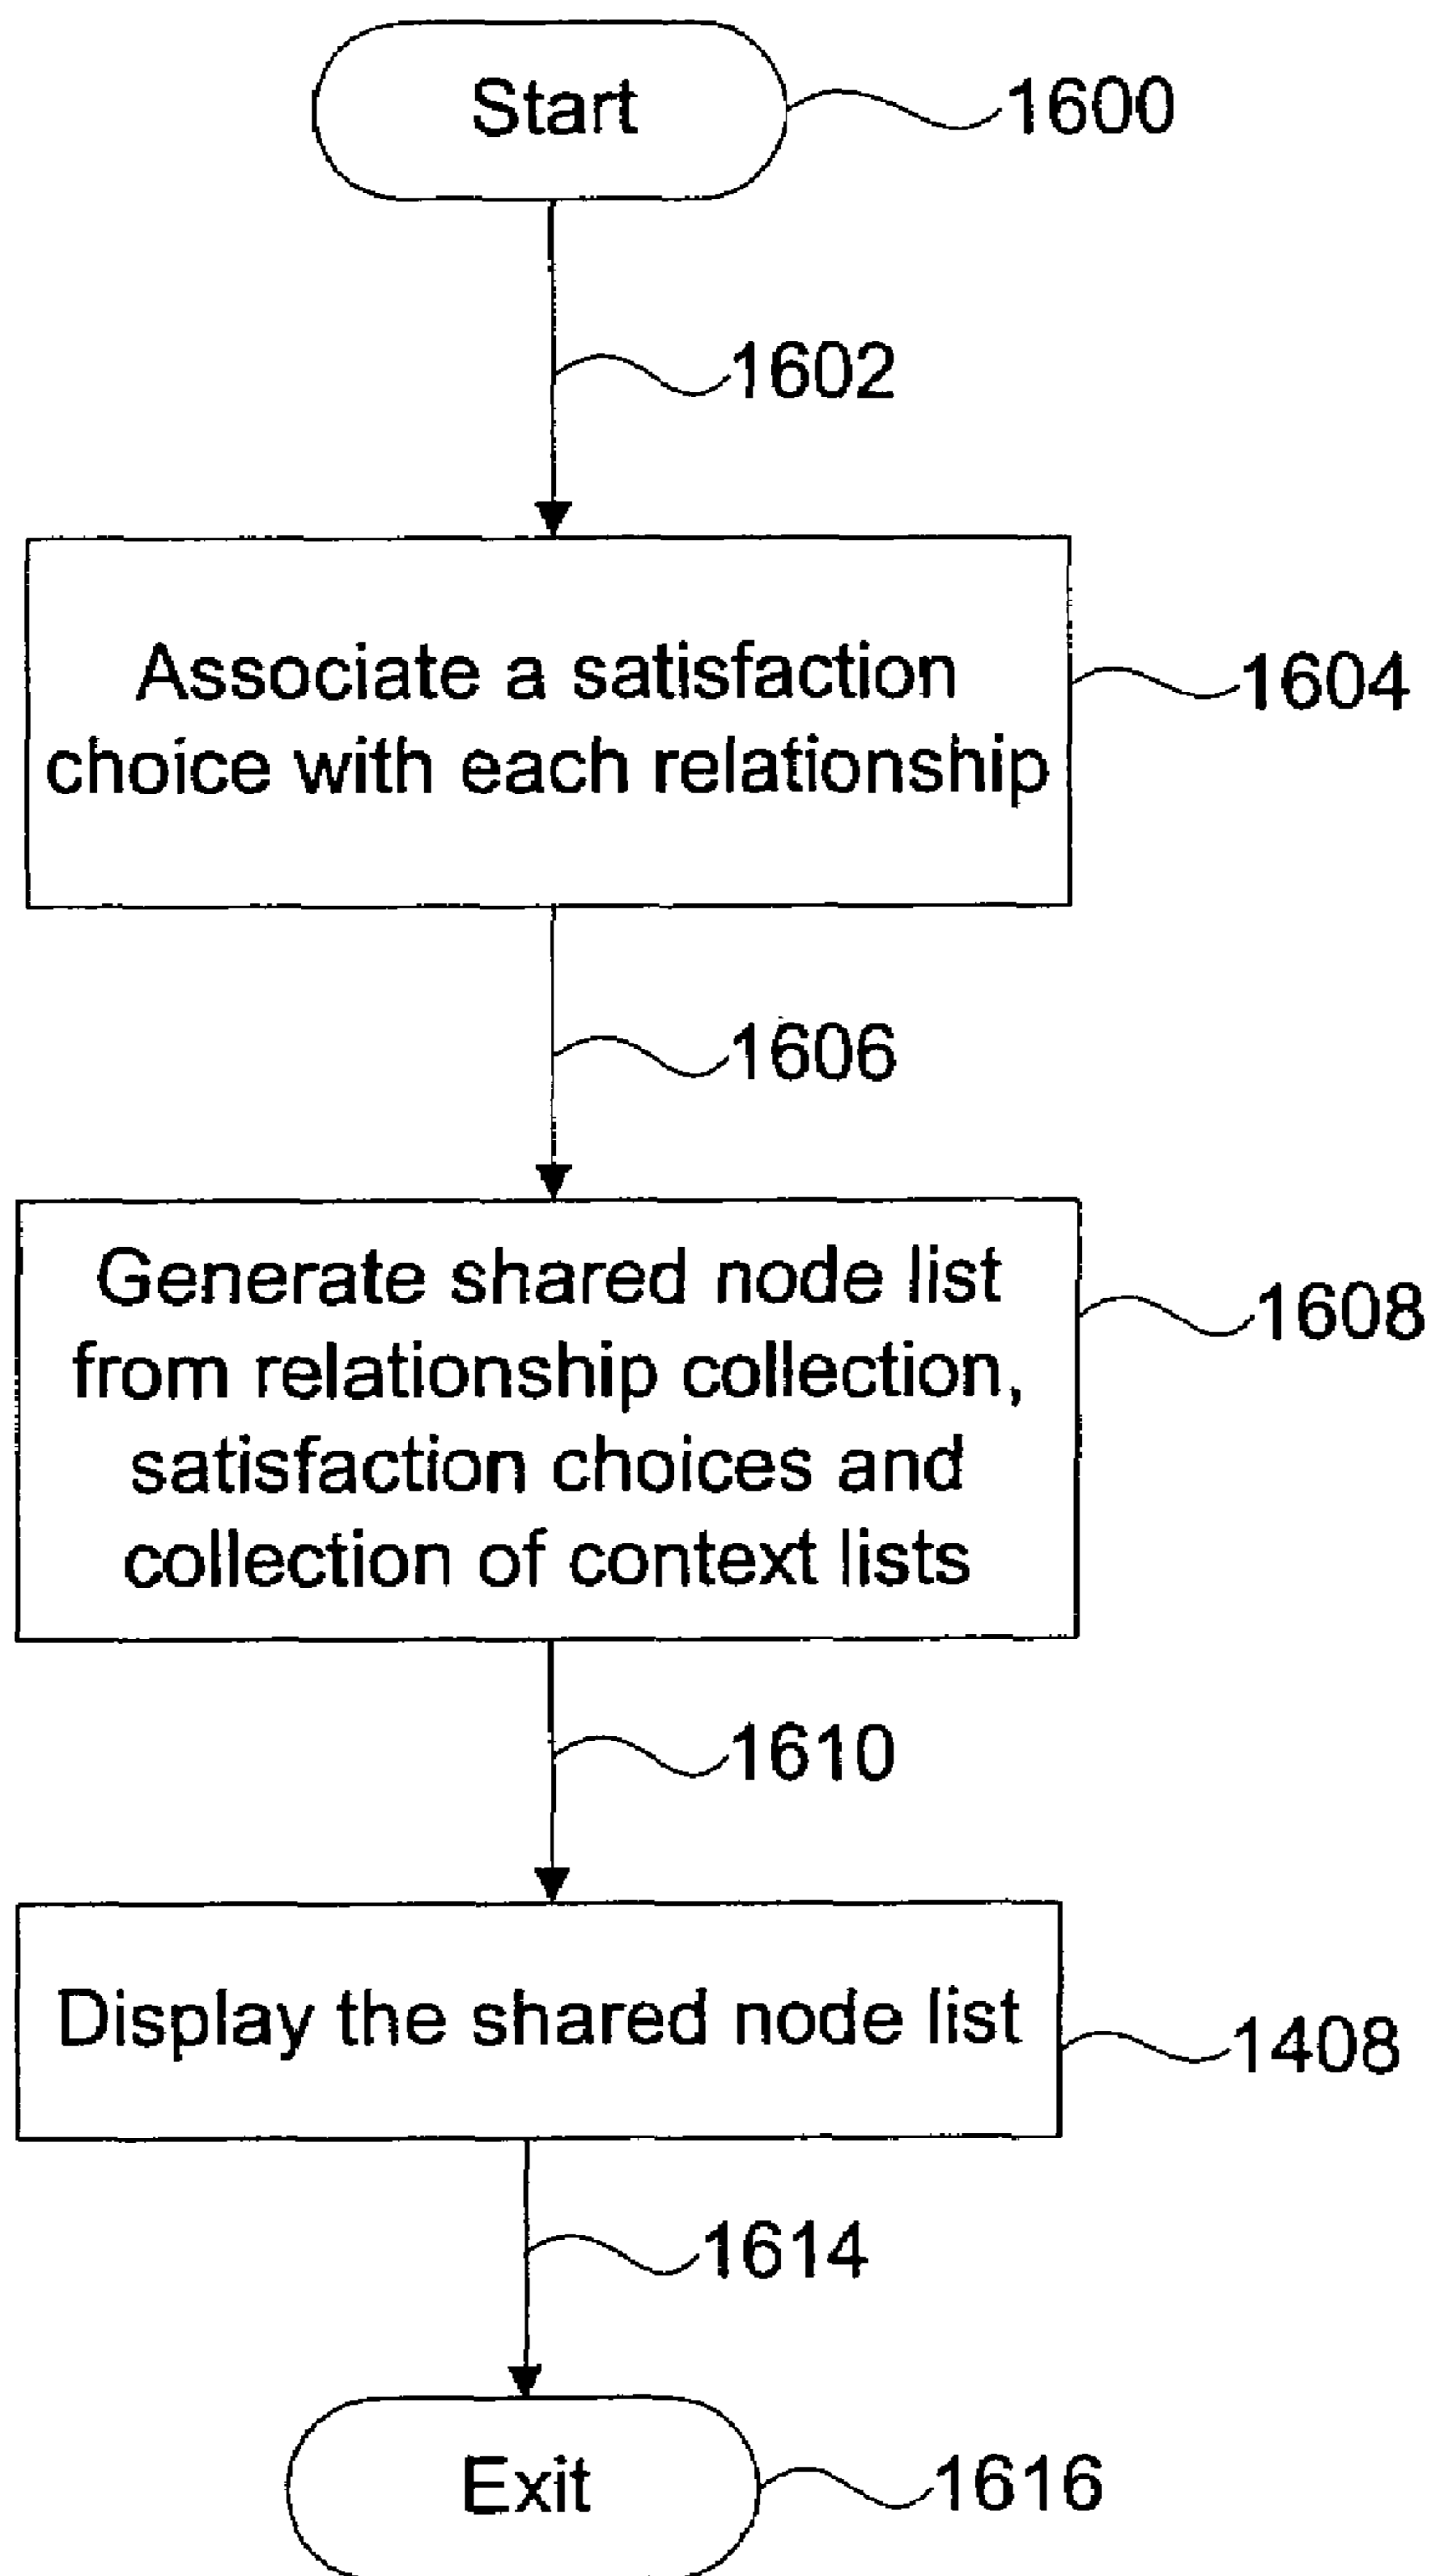 Start
1600
1602
Associate a satisfaction
choice with each relationship
1604
1606
Generate shared node list
from relationship collection,
satisfaction choices and
collection of context lists
1608
1610
Display the shared node list
1408
1614
Exit
1616